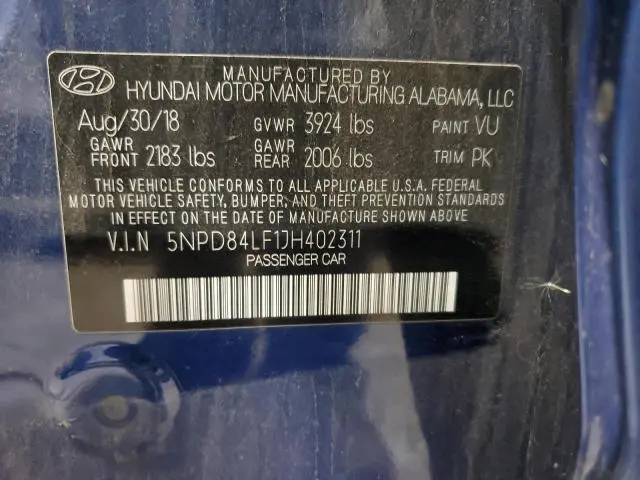 MANUFACTURED BY
HYUNDAI MOTOR MANUFACTURING ALABAMA, LLC
Aug/30/18 GVWR 3924 lbs PAINT VU
GAWR FRONT 2183 lbs GAWR REAR 2006 lbs TRIM PK
THIS VEHICLE CONFORMS TO ALL APPLICABLE U.S.A. FEDERAL
MOTOR VEHICLE SAFETY, BUMPER, AND THEFT PREVENTION
STANDARDS IN EFFECT ON THE DATE OF MANUFACTURE SHOWN ABOVE.
V.I.N 5NPD84LF1JH402311
PASSENGER CAR